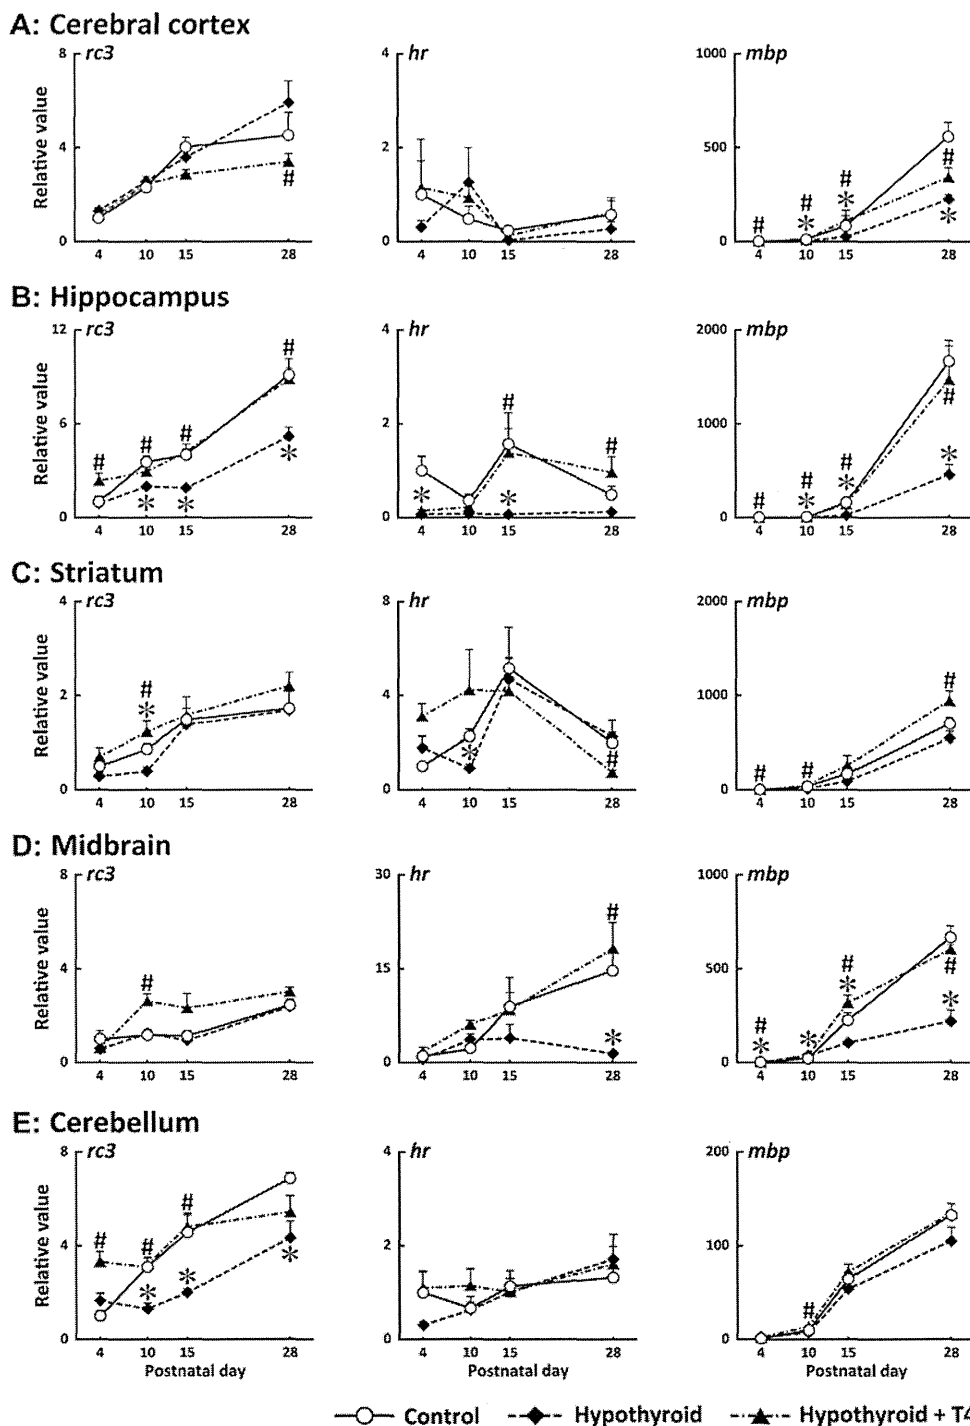 A: Cerebral cortex
rc3 hr mbp
Relative value
8 4 0
4 2 0
1000 500 0
# # # # # #
* * *
4 10 15 28 4 10 15 28 4 10 15 28
B: Hippocampus
rc3 hr mbp
Relative value
12 6 0
4 2 0
2000 1000 0
# # # # # # # # # #
* * * * * * * *
4 10 15 28 4 10 15 28 4 10 15 28
C: Striatum
rc3 hr mbp
Relative value
4 2 0
8 4 0
2000 1000 0
# # # # #
* *
4 10 15 28 4 10 15 28 4 10 15 28
D: Midbrain
rc3 hr mbp
Relative value
8 4 0
30 15 0
1000 500 0
# # # # #
* * * * *
4 10 15 28 4 10 15 28 4 10 15 28
E: Cerebellum
rc3 hr mbp
Relative value
8 4 0
4 2 0
200 100 0
# # # #
* * *
4 10 15 28 4 10 15 28 4 10 15 28
Postnatal day Postnatal day Postnatal day
Control Hypothyroid Hypothyroid + T4